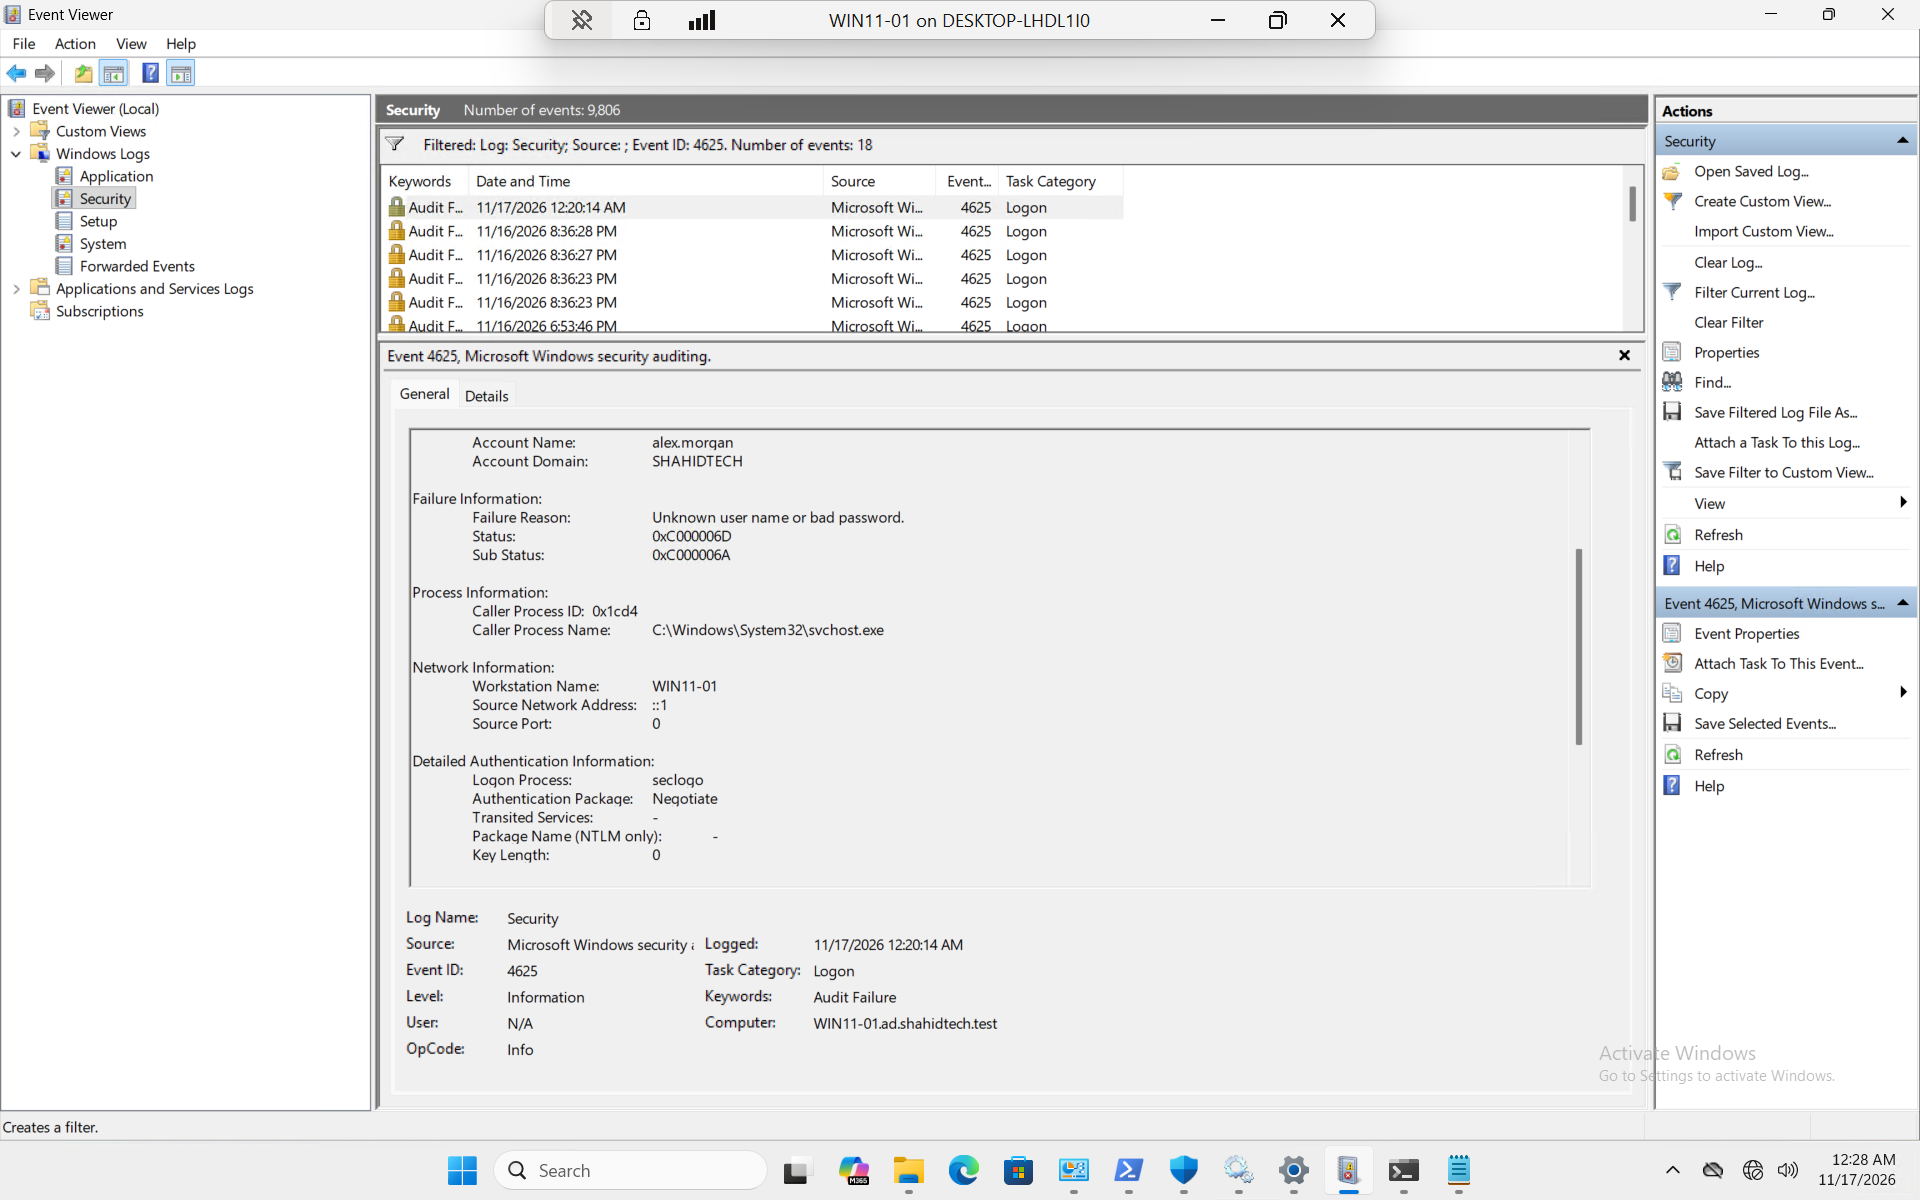 Event Viewer
WIN11-01 on DESKTOP-LHDL1I0
File Action View Help
Event Viewer (Local)
Custom Views
Windows Logs
Application
Security
Setup
System
Forwarded Events
Applications and Services Logs
Subscriptions
Security Number of events: 9,806
Filtered: Log: Security; Source: ; Event ID: 4625. Number of events: 18
Keywords Date and Time Source Event... Task Category
Audit F... 11/17/2026 12:20:14 AM Microsoft Wi... 4625 Logon
Audit F... 11/16/2026 8:36:28 PM Microsoft Wi... 4625 Logon
Audit F... 11/16/2026 8:36:27 PM Microsoft Wi... 4625 Logon
Audit F... 11/16/2026 8:36:23 PM Microsoft Wi... 4625 Logon
Audit F... 11/16/2026 8:36:23 PM Microsoft Wi... 4625 Logon
Audit F... 11/16/2026 6:53:46 PM Microsoft Wi... 4625 Logon
Event 4625, Microsoft Windows security auditing.
General Details
Account Name: alex.morgan
Account Domain: SHAHIDTECH
Failure Information:
Failure Reason: Unknown user name or bad password.
Status: 0xC000006D
Sub Status: 0xC000006A
Process Information:
Caller Process ID: 0x1cd4
Caller Process Name: C:\Windows\System32\svchost.exe
Network Information:
Workstation Name: WIN11-01
Source Network Address: ::1
Source Port: 0
Detailed Authentication Information:
Logon Process: seclogo
Authentication Package: Negotiate
Transited Services: -
Package Name (NTLM only): -
Key Length: 0
Log Name: Security
Source: Microsoft Windows security Logged: 11/17/2026 12:20:14 AM
Event ID: 4625 Task Category: Logon
Level: Information Keywords: Audit Failure
User: N/A Computer: WIN11-01.ad.shahidtech.test
OpCode: Info
Actions
Security
Open Saved Log...
Create Custom View...
Import Custom View...
Clear Log...
Filter Current Log...
Clear Filter
Properties
Find...
Save Filtered Log File As...
Attach a Task To this Log...
Save Filter to Custom View...
View
Refresh
Help
Event 4625, Microsoft Windows s...
Event Properties
Attach Task To This Event...
Copy
Save Selected Events...
Refresh
Help
Activate Windows
Go to Settings to activate Windows.
Creates a filter.
Search
M365
12:28 AM
11/17/2026